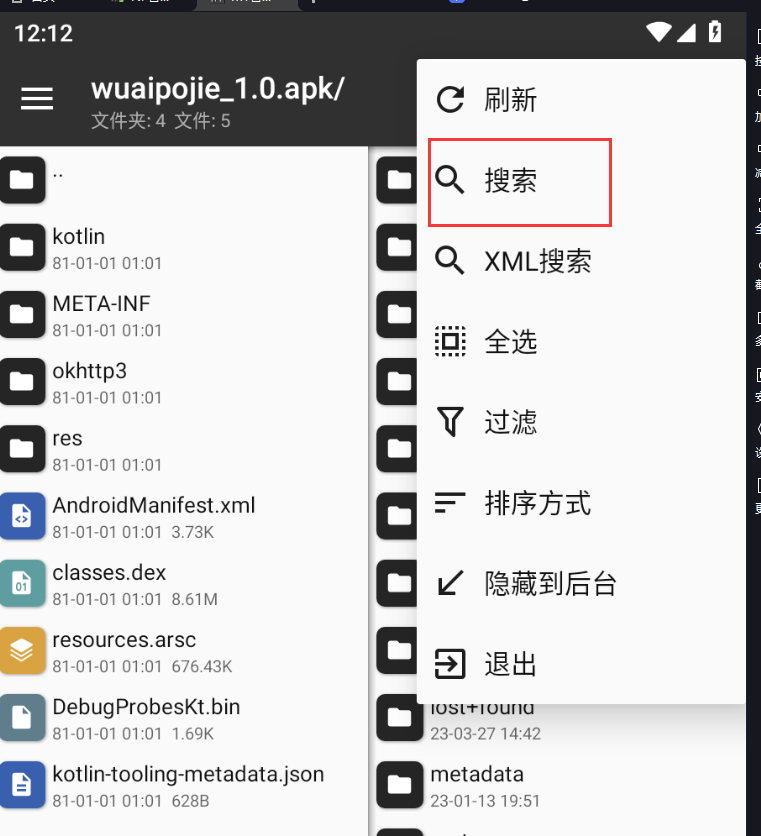 12:12
wuaipojie_1.0.apk/
文件夹: 4 文件: 5
..
kotlin
81-01-01 01:01
META-INF
81-01-01 01:01
okhttp3
81-01-01 01:01
res
81-01-01 01:01
AndroidManifest.xml
81-01-01 01:01 3.73K
classes.dex
81-01-01 01:01 8.61M
resources.arsc
81-01-01 01:01 676.43K
DebugProbesKt.bin
81-01-01 01:01 1.69K
kotlin-tooling-metadata.json
81-01-01 01:01 628B
刷新
搜索
XML搜索
全选
过滤
排序方式
隐藏到后台
退出
lost+found
23-03-27 14:42
metadata
23-01-13 19:51